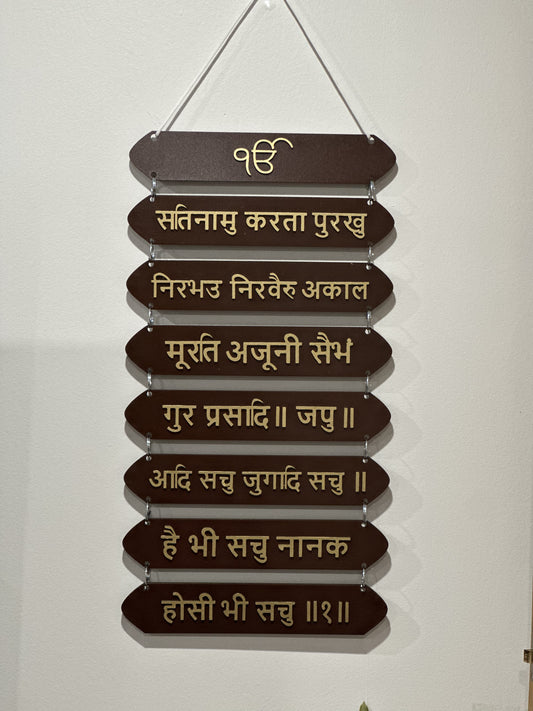 ੴ
सतिनामु करता पुरखु
निरभउ निरवैरु अकाल
मूरति अजूनी सैभं
गुर प्रसादि॥ जपु॥
आदि सचु जुगादि सचु ॥
है भी सचु नानक
होसी भी सचु ॥१॥